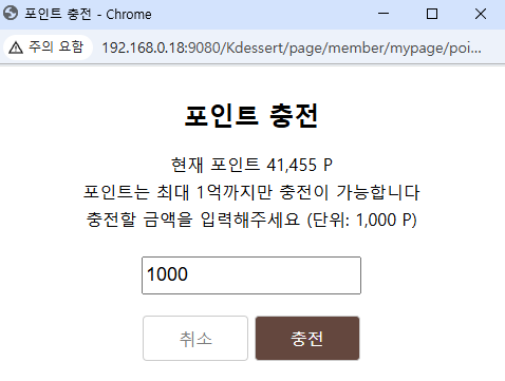 포인트 충전 - Chrome
주의 요함 192.168.0.18:9080/Kdessert/page/member/mypage/poi...
포인트 충전
현재 포인트 41,455 P
포인트는 최대 1억까지만 충전이 가능합니다
충전할 금액을 입력해주세요 (단위: 1,000 P)
1000
취소 충전